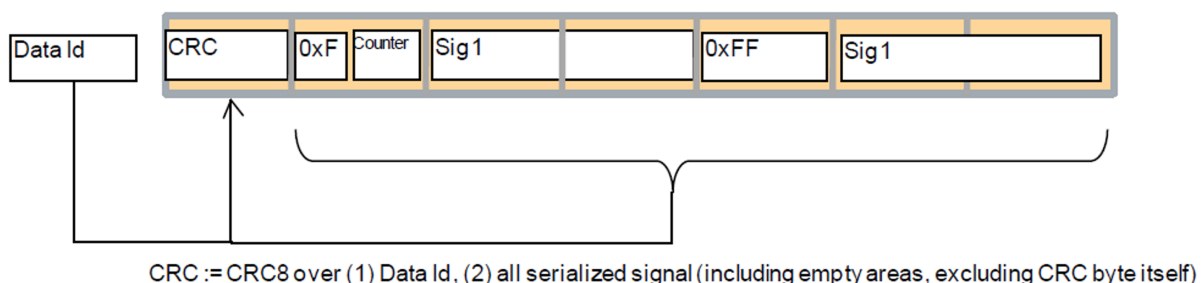 Data Id
CRC
0xF
Counter
Sig1
0xFF
Sig1
CRC := CRC8 over (1) Data Id, (2) all serialized signal (including empty areas, excluding CRC byte itself)